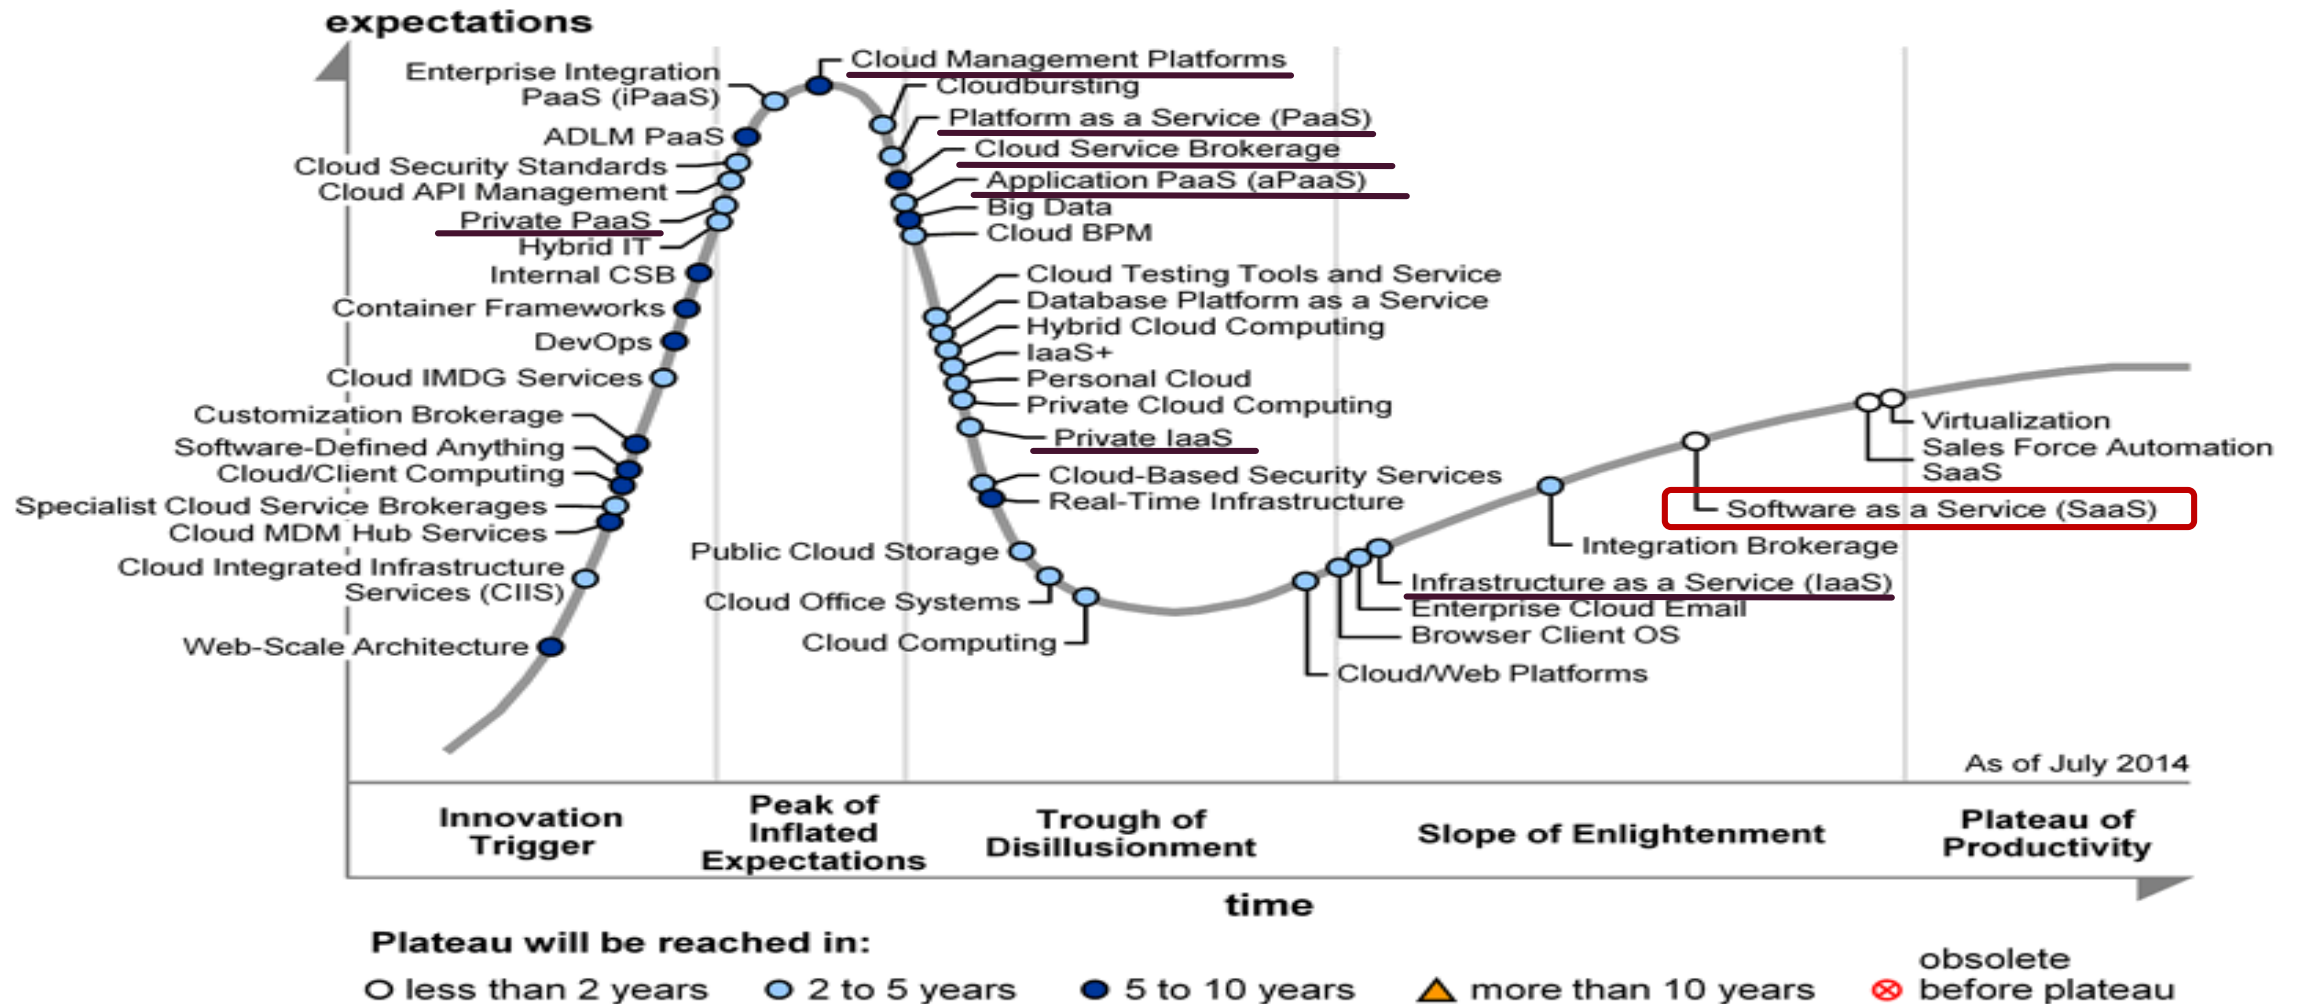 expectations
Enterprise Integration
PaaS (iPaaS)
ADLM PaaS
Cloud Security Standards
Cloud API Management
Private PaaS
Hybrid IT
Internal CSB
Container Frameworks
DevOps
Cloud IMDG Services
Customization Brokerage
Software-Defined Anything
Cloud/Client Computing
Specialist Cloud Service Brokerages
Cloud MDM Hub Services
Cloud Integrated Infrastructure
Services (CIIS)
Web-Scale Architecture
Cloud Management Platforms
Cloudbursting
Platform as a Service (PaaS)
Cloud Service Brokerage
Application PaaS (aPaaS)
Big Data
Cloud BPM
Cloud Testing Tools and Service
Database Platform as a Service
Hybrid Cloud Computing
IaaS+
Personal Cloud
Private Cloud Computing
Private IaaS
Cloud-Based Security Services
Real-Time Infrastructure
Public Cloud Storage
Cloud Office Systems
Cloud Computing
Virtualization
Sales Force Automation
SaaS
Software as a Service (SaaS)
Integration Brokerage
Infrastructure as a Service (IaaS)
Enterprise Cloud Email
Browser Client OS
Cloud/Web Platforms
As of July 2014
Innovation
Trigger
Peak of
Inflated
Expectations
Trough of
Disillusionment
Slope of Enlightenment
Plateau of
Productivity
time
Plateau will be reached in:
less than 2 years
2 to 5 years
5 to 10 years
more than 10 years
obsolete
before plateau